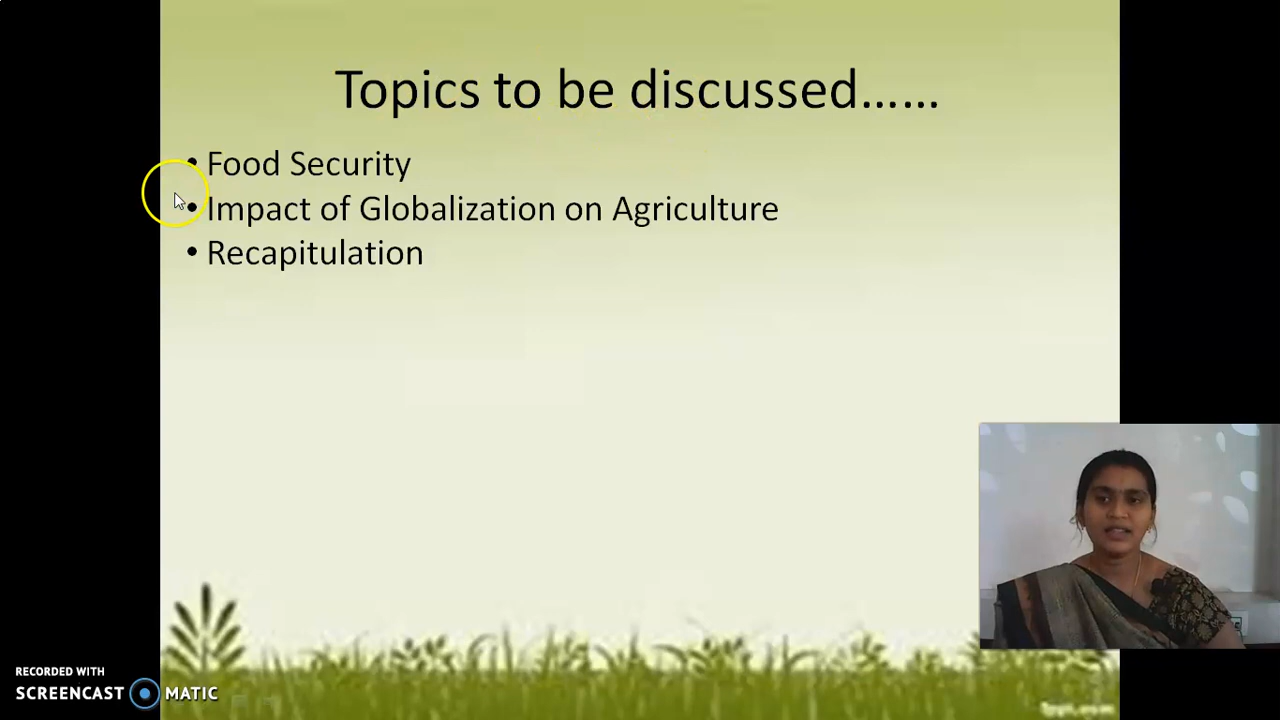 Topics to be discussed......
• Food Security
• Impact of Globalization on Agriculture
• Recapitulation
RECORDED WITH
SCREENCAST MATIC